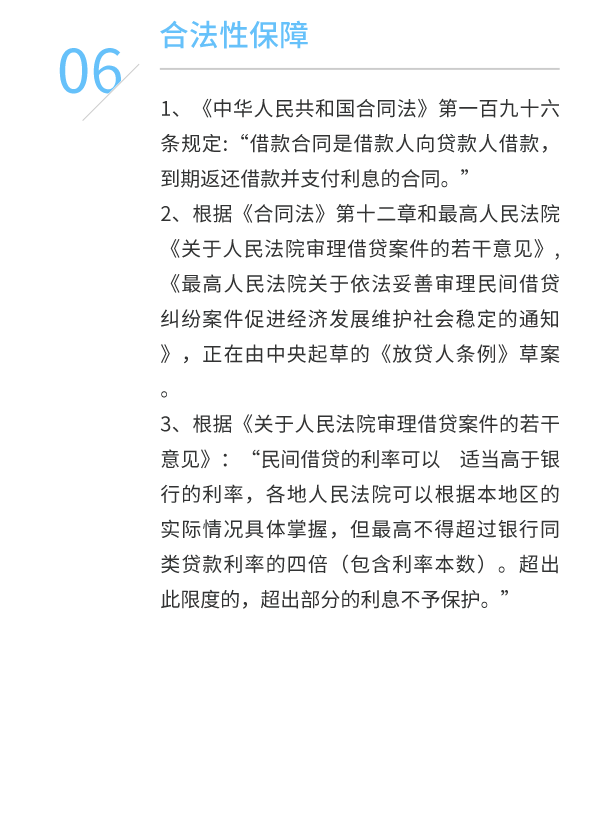 06
合法性保障
1、《中华人民共和国合同法》第一百九十六
条规定:“借款合同是借款人向贷款人借款，
到期返还借款并支付利息的合同。”
2、根据《合同法》第十二章和最高人民法院
《关于人民法院审理借贷案件的若干意见》,
《最高人民法院关于依法妥善审理民间借贷
纠纷案件促进经济发展维护社会稳定的通知
》，正在由中央起草的《放贷人条例》草案
。
3、根据《关于人民法院审理借贷案件的若干
意见》：“民间借贷的利率可以　适当高于银
行的利率，各地人民法院可以根据本地区的
实际情况具体掌握，但最高不得超过银行同
类贷款利率的四倍（包含利率本数）。超出
此限度的，超出部分的利息不予保护。”